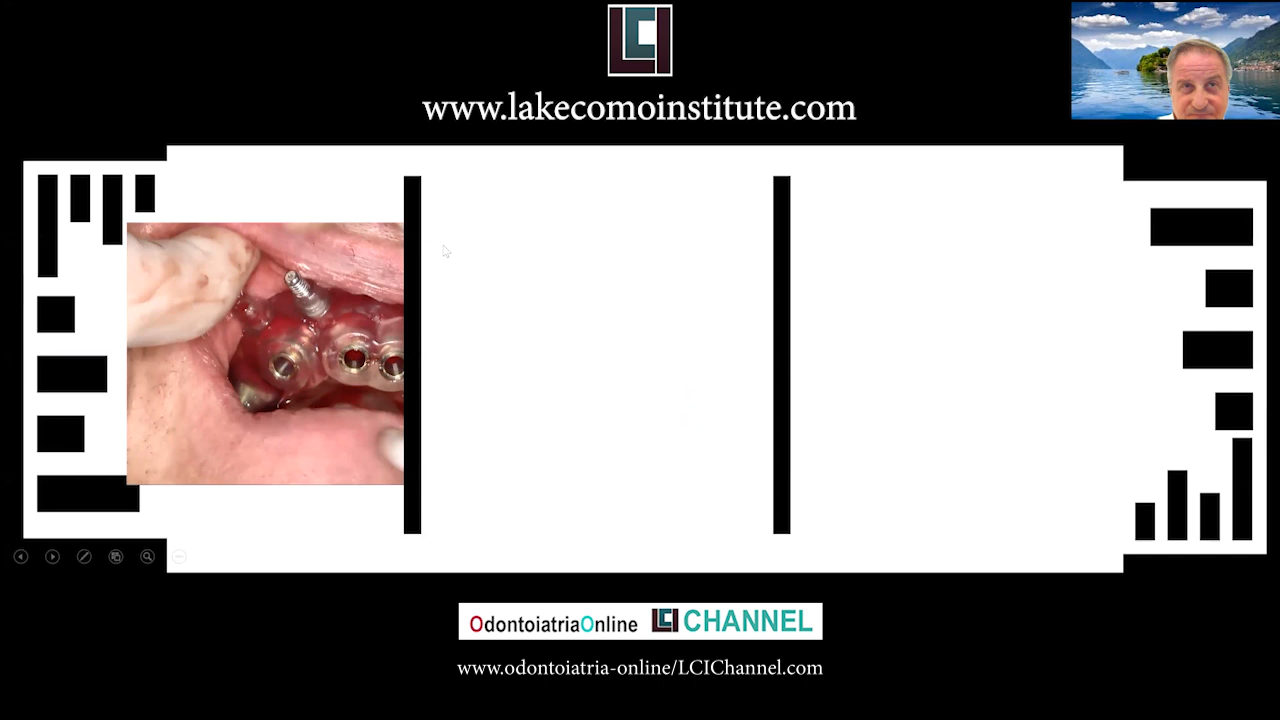 LCI
www.lakecomoinstitute.com
OdontoiatriaOnline LCI CHANNEL
www.odontoiatria-online/LCIChannel.com